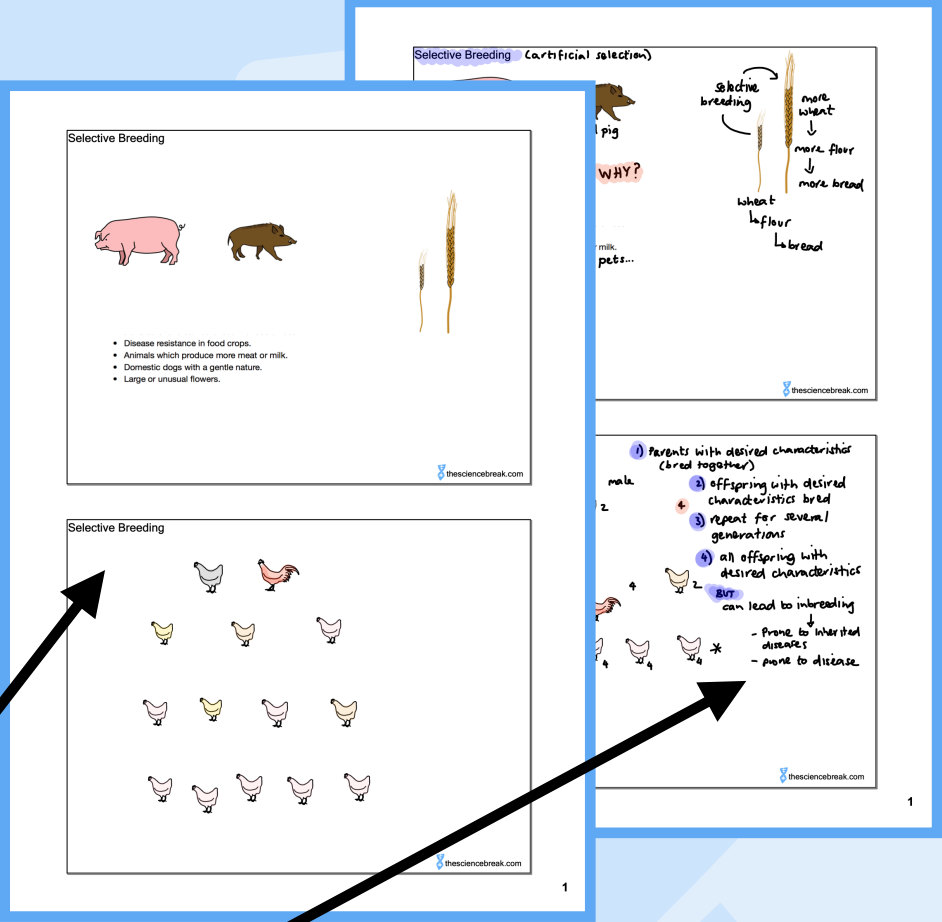 Selective Breeding
Disease resistance in food crops.
Animals which produce more meat or milk.
Domestic dogs with a gentle nature.
Large or unusual flowers.
thesciencebreak.com
Selective Breeding
thesciencebreak.com
1
Selective Breeding (artificial selection)
pig
WHY?
milk.
pets...
selective
breeding
more
wheat
more flour
more bread
wheat
flour
bread
thesciencebreak.com
1) Parents with desired characteristics
(bred together)
male
2
2) offspring with desired
characteristics bred
4
3) repeat for several
generations
4) all offspring with
desired characteristics
4
2
BUT
can lead to inbreeding
- Prone to inherited
diseases
- prone to disease
4 4 4 *
thesciencebreak.com
1